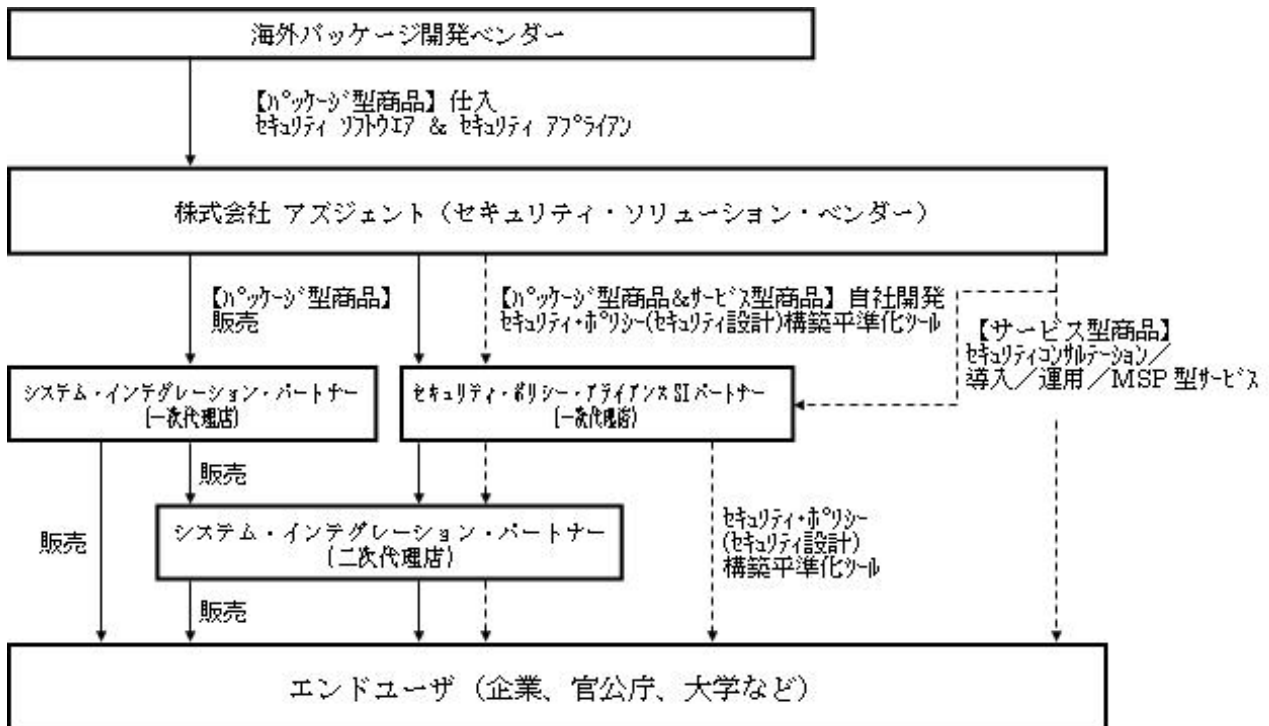 海外パッケージ開発ベンダー
【ﾊﾟｯｹｰｼﾞ型商品】仕入
ｾｷｭﾘﾃｨ ｿﾌﾄｳｴｱ & ｾｷｭﾘﾃｨ ｱﾌﾟﾗｲｱﾝ
株式会社 アズジェント（セキュリティ・ソリューション・ベンダー）
【ﾊﾟｯｹｰｼﾞ型商品】
販売
【ﾊﾟｯｹｰｼﾞ型商品&ｻｰﾋﾞｽ型商品】自社開発
ｾｷｭﾘﾃｨ・ﾎﾟﾘｼｰ(ｾｷｭﾘﾃｨ設計)構築平準化ﾂｰﾙ
【サービス型商品】
ｾｷｭﾘﾃｨｺﾝｻﾙﾃｰｼｮﾝ／
導入／運用／MSP型ｻｰﾋﾞｽ
システム・インテグレーション・パートナー
(一次代理店)
セキュリティ・ポリシー・アライアンスSIパートナー
(一次代理店)
販売
販売
システム・インテグレーション・パートナー
(二次代理店)
ｾｷｭﾘﾃｨ・ﾎﾟﾘｼｰ
(ｾｷｭﾘﾃｨ設計)
構築平準化ﾂｰﾙ
販売
エンドユーザ（企業、官公庁、大学など）